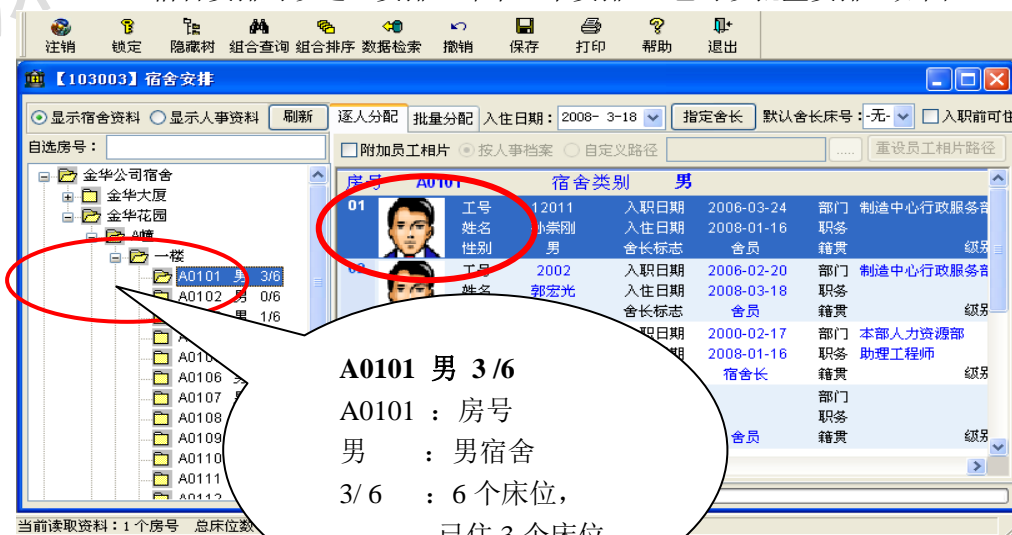 注销 锁定 隐藏树 组合查询 组合排序 数据检索 撤销 保存 打印 帮助 退出
【103003】宿舍安排
显示宿舍资料 显示人事资料 刷新 逐人分配 批量分配 入住日期：2008- 3-18 指定舍长 默认舍长床号：-无- 入职前可住
自选房号： 附加员工相片 按人事档案 自定义路径 ..... 重设员工相片路径
金华公司宿舍
金华大厦
金华花园
A幢
一楼
A0101 男 3/6
A0102 男 0/6
男 1/6
A0106
A0107
A0108
A0109
A0110
A0111
A0112
房号 A0101 宿舍类别 男
01 工号 12011 入职日期 2006-03-24 部门 制造中心行政服务部
姓名 小崇刚 入住日期 2008-01-16 职务
性别 男 舍长标志 舍员 籍贯 级别
工号 2002 入职日期 2006-02-20 部门 制造中心行政服务部
姓名 郭宏光 入住日期 2008-03-18 职务
舍长标志 舍员 籍贯 级别
职日期 2000-02-17 部门 本部人力资源部
期 2008-01-16 职务 助理工程师
宿舍长 籍贯 级别
部门
职务
舍员 籍贯 级别
A0101 男 3/6
A0101 ：房号
男 ：男宿舍
3/ 6 ：6 个床位，
已住 3 个床位
当前读取资料：1 个房号 总床位数